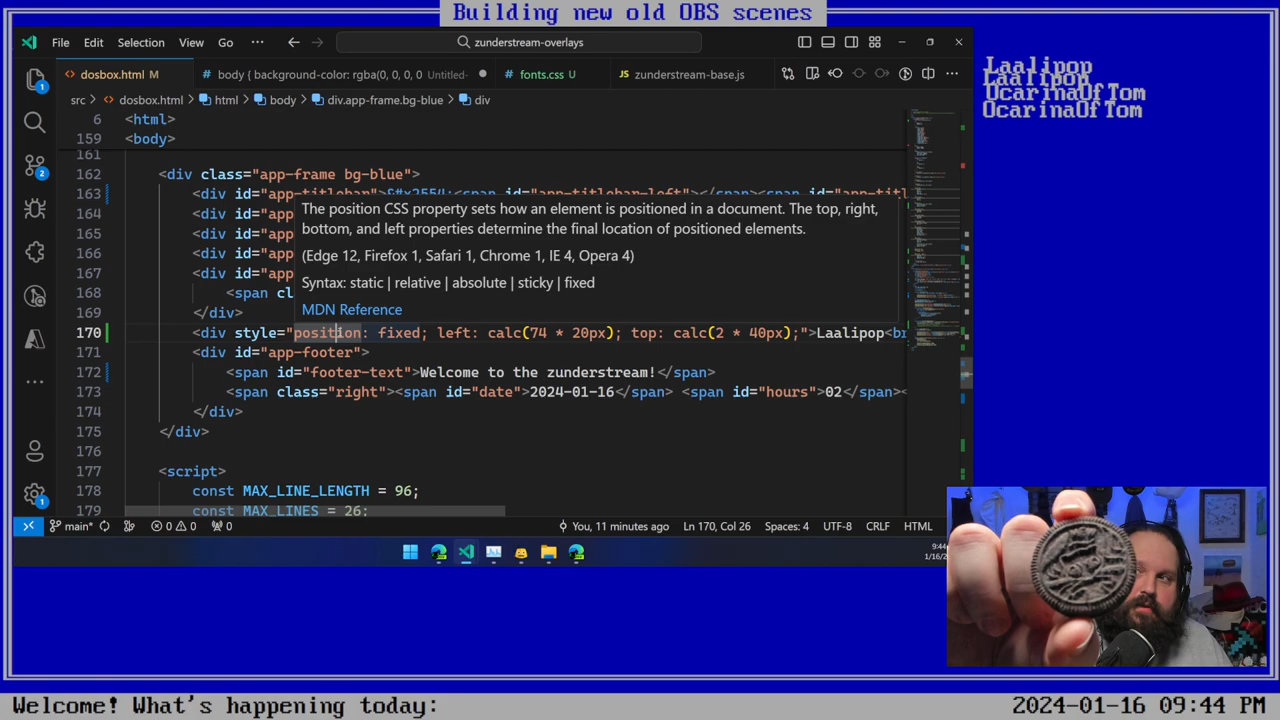 Building new old OBS scenes
File Edit Selection View Go ··· zunderstream-overlays
dosbox.html M body { background-color: rgba(0, 0, 0, 0 Untitled- fonts.css U zunderstream-base.js ···
src > dosbox.html > html > body > div.app-frame.bg-blue > div
6 <html>
159 <body>
161
162 <div class="app-frame bg-blue">
163 <div id="app-titlebar"
164 <div id="app
165 <div id="app
166 <div id="app
167 <div id="app
168 <span cl
169 </div>
The position CSS property sets how an element is positioned in a document. The top, right,
bottom, and left properties determine the final location of positioned elements.
(Edge 12, Firefox 1, Safari 1, Chrome 1, IE 4, Opera 4)
Syntax: static | relative | absolute | sticky | fixed
MDN Reference
170 <div style="position: fixed; left: calc(74 * 20px); top: calc(2 * 40px);">Laalipop<br
171 <div id="app-footer">
172 <span id="footer-text">Welcome to the zunderstream!</span>
173 <span class="right"><span id="date">2024-01-16</span> <span id="hours">02</span><
174 </div>
175 </div>
176
177 <script>
178 const MAX_LINE_LENGTH = 96;
179 const MAX_LINES = 26;
1
2
1
main* 0 0 0 You, 11 minutes ago Ln 170, Col 26 Spaces: 4 UTF-8 CRLF HTML
9:44
1/16/2
Laalipop
Laalipop
OcarinaOfTom
OcarinaOfTom
Welcome! What's happening today: 2024-01-16 09:44 PM